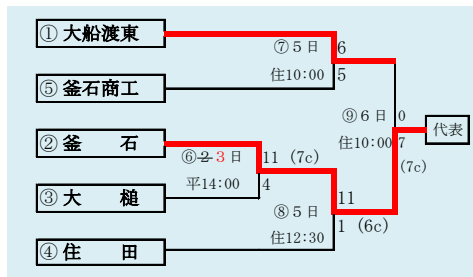 ① 大船渡東
⑦５日
6
⑤ 釜石商工
住10:00
5
⑨６日
0
代表
② 釜　石
住10:00
7
(7c)
⑥2 3日
11 (7c)
③ 大　槌
平14:00
4
11
⑧５日
1 (6c)
④ 住　田
住12:30